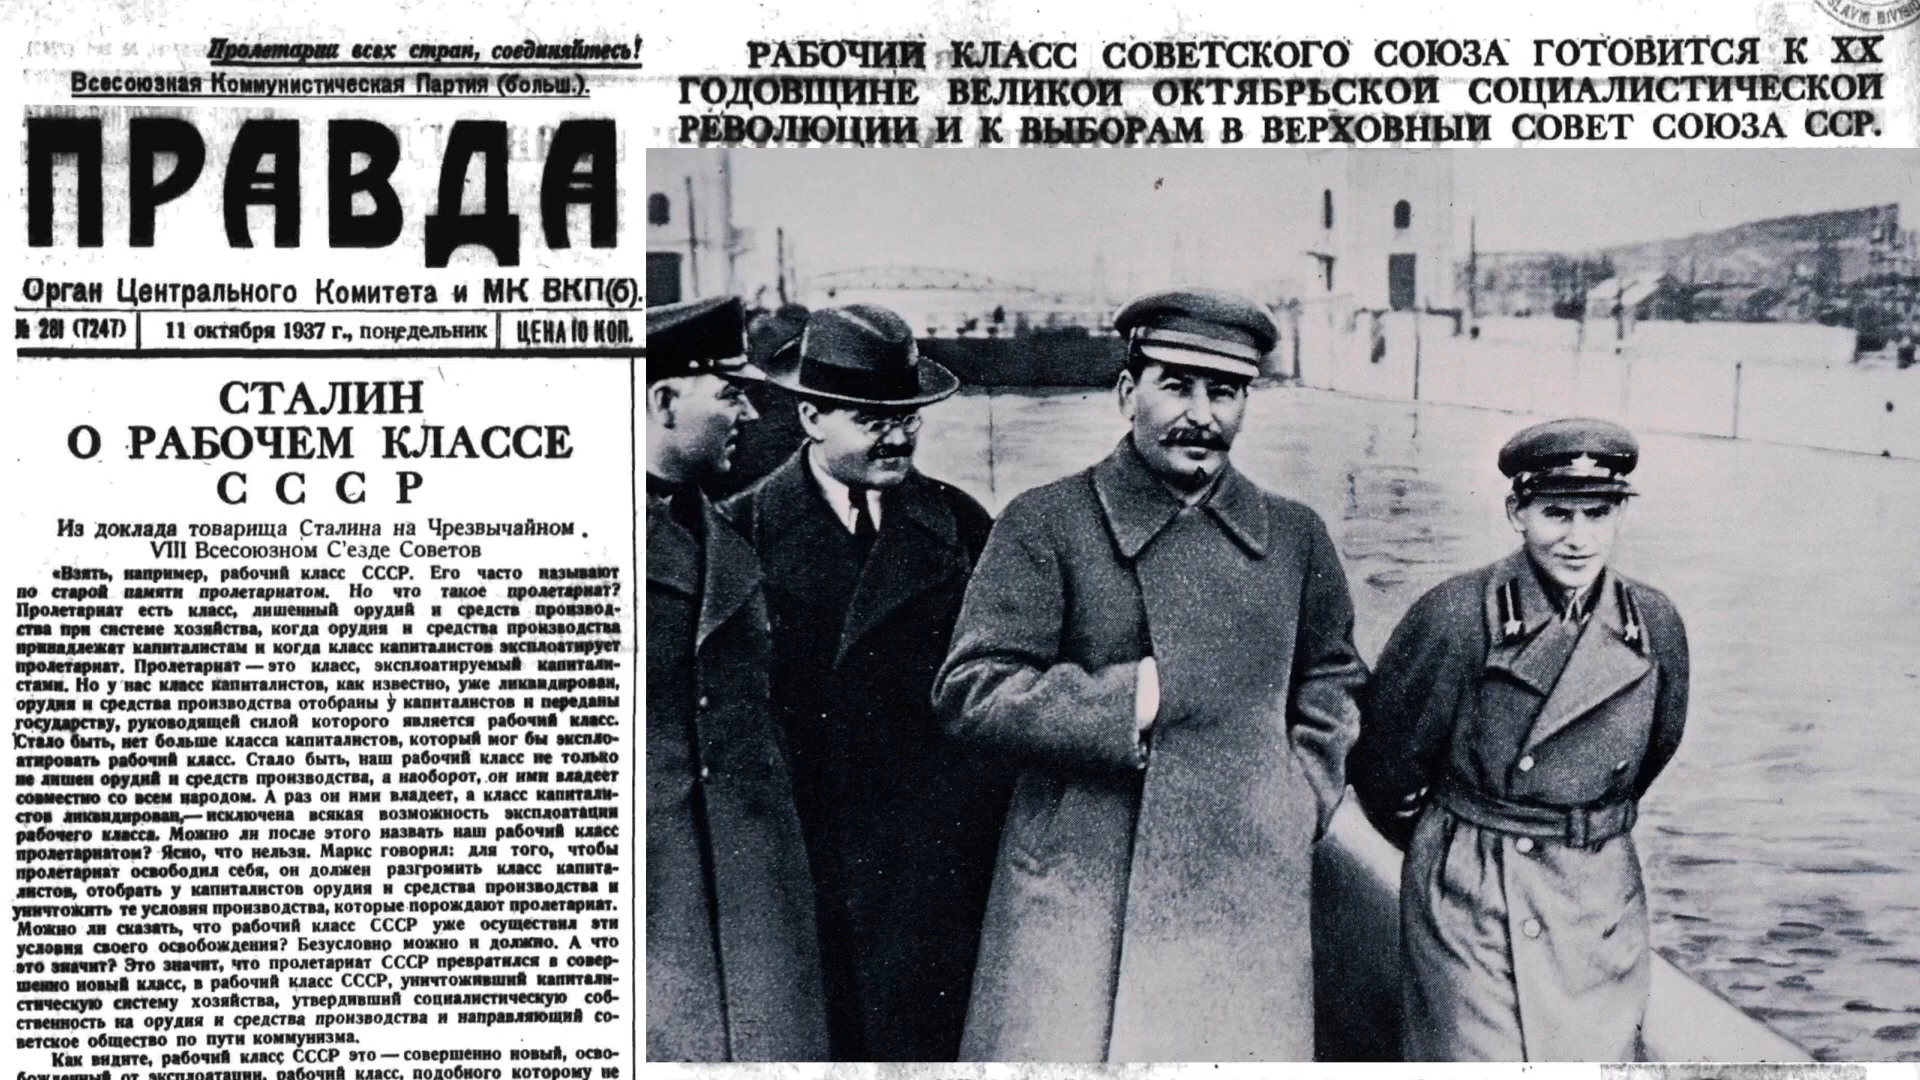 Пролетарии всех стран, соединяйтесь!
Всесоюзная Коммунистическая Партия (больш.).
ПРАВДА
Орган Центрального Комитета и МК ВКП(б).
№ 281 (7247)
11 октября 1937 г., понедельник
ЦЕНА 10 КОП.
РАБОЧИЙ КЛАСС СОВЕТСКОГО СОЮЗА ГОТОВИТСЯ К XX
ГОДОВЩИНЕ ВЕЛИКОЙ ОКТЯБРЬСКОЙ СОЦИАЛИСТИЧЕСКОЙ
РЕВОЛЮЦИИ И К ВЫБОРАМ В ВЕРХОВНЫЙ СОВЕТ СОЮЗА ССР.
СТАЛИН
О РАБОЧЕМ КЛАССЕ
СССР
Из доклада товарища Сталина на Чрезвычайном
VIII Всесоюзном С'езде Советов
«Взять, например, рабочий класс СССР. Его часто называют
по старой памяти пролетариатом. Но что такое пролетариат?
Пролетариат есть класс, лишенный орудий и средств производ-
ства при системе хозяйства, когда орудия и средства производства
принадлежат капиталистам и когда класс капиталистов эксплоатирует
пролетариат. Пролетариат — это класс, эксплоатируемый капитали-
стами. Но у нас класс капиталистов, как известно, уже ликвидирован,
орудия и средства производства отобраны у капиталистов и переданы
государству, руководящей силой которого является рабочий класс.
Стало быть, нет больше класса капиталистов, который мог бы экспло-
атировать рабочий класс. Стало быть, наш рабочий класс не только
не лишен орудий и средств производства, а наоборот, он ими владеет
совместно со всем народом. А раз он ими владеет, а класс капитали-
стов ликвидирован, — исключена всякая возможность эксплоатации
рабочего класса. Можно ли после этого назвать наш рабочий класс
пролетариатом? Ясно, что нельзя. Маркс говорил: для того, чтобы
пролетариат освободил себя, он должен разгромить класс капита-
листов, отобрать у капиталистов орудия и средства производства и
уничтожить те условия производства, которые порождают пролетариат.
Можно ли сказать, что рабочий класс СССР уже осуществил эти
условия своего освобождения? Безусловно можно и должно. А что
это значит? Это значит, что пролетариат СССР превратился в совер-
шенно новый класс, в рабочий класс СССР, уничтоживший капитали-
стическую систему хозяйства, утвердивший социалистическую соб-
ственность на орудия и средства производства и направляющий со-
ветское общество по пути коммунизма.
Как видите, рабочий класс СССР это — совершенно новый, осво-
божденный от эксплоатации, рабочий класс, подобного которому не